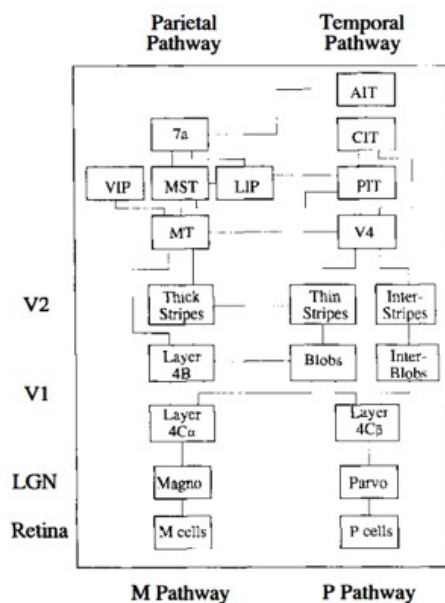 Parietal Temporal
Pathway Pathway
AIT
7a CIT
VIP MST LIP PIT
MT V4
V2 Thick Thin Inter-
Stripes Stripes Stripes
Layer Blobs Inter-
4B Blobs
V1
Layer Layer
4Cα 4Cβ
LGN Magno Parvo
Retina M cells P cells
M Pathway P Pathway